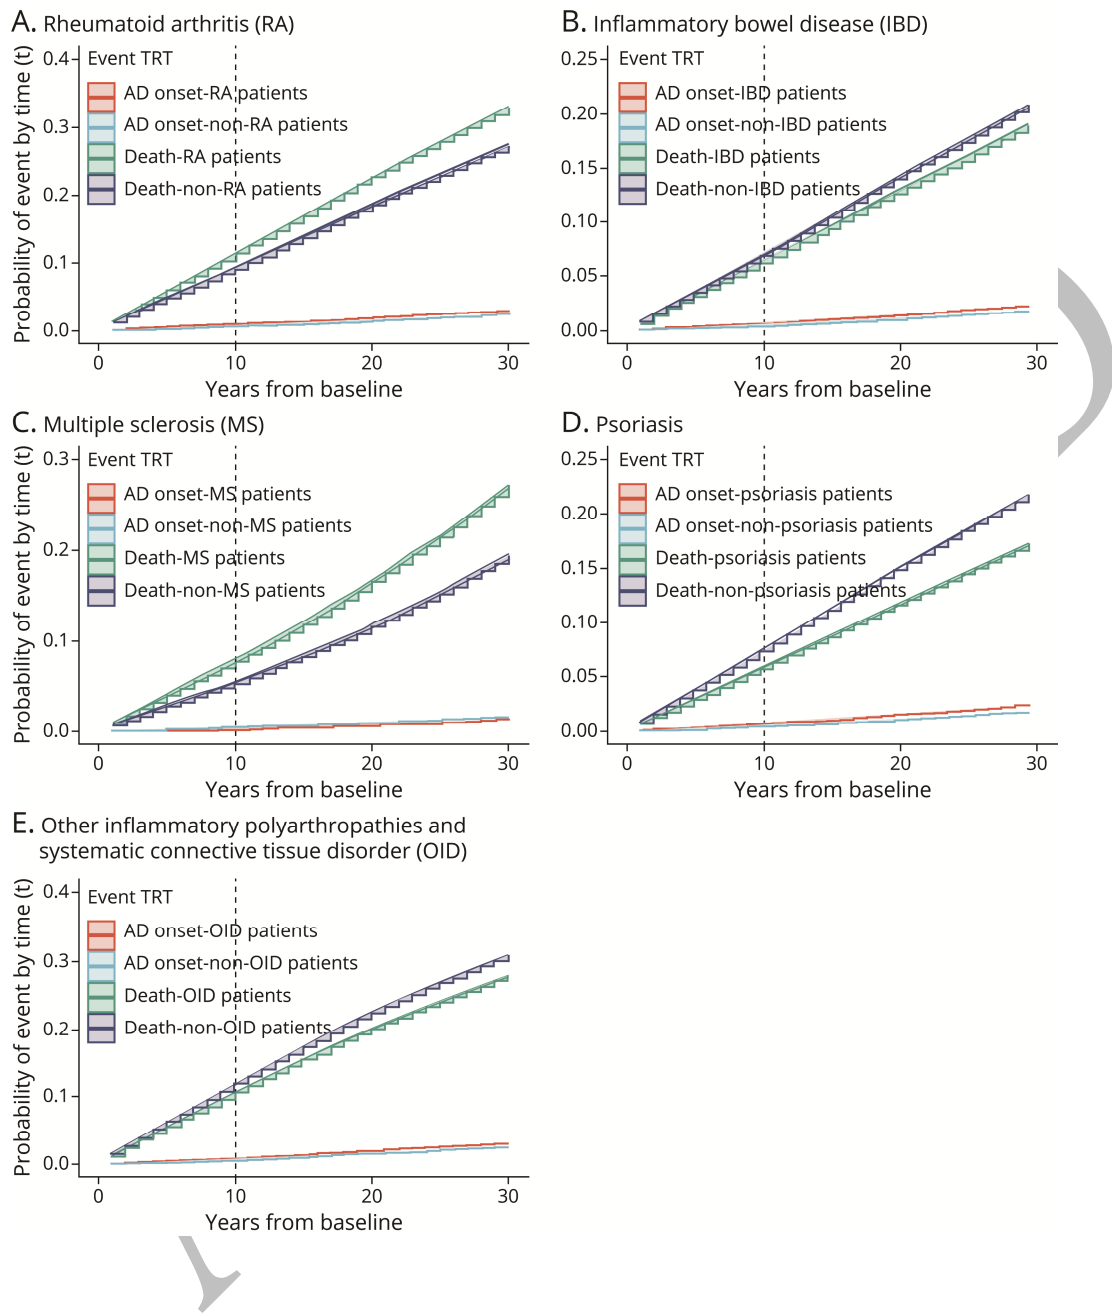 A. Rheumatoid arthritis (RA)
Probability of event by time (t)
0.4
0.3
0.2
0.1
0.0
Event TRT
AD onset-RA patients
AD onset-non-RA patients
Death-RA patients
Death-non-RA patients
0 10 20 30
Years from baseline
B. Inflammatory bowel disease (IBD)
0.25
0.20
0.15
0.10
0.05
0.00
Event TRT
AD onset-IBD patients
AD onset-non-IBD patients
Death-IBD patients
Death-non-IBD patients
0 10 20 30
Years from baseline
C. Multiple sclerosis (MS)
Probability of event by time (t)
0.3
0.2
0.1
0.0
Event TRT
AD onset-MS patients
AD onset-non-MS patients
Death-MS patients
Death-non-MS patients
0 10 20 30
Years from baseline
D. Psoriasis
0.25
0.20
0.15
0.10
0.05
0.00
Event TRT
AD onset-psoriasis patients
AD onset-non-psoriasis patients
Death-psoriasis patients
Death-non-psoriasis patients
0 10 20 30
Years from baseline
E. Other inflammatory polyarthropathies and
systematic connective tissue disorder (OID)
Probability of event by time (t)
0.4
0.3
0.2
0.1
0.0
Event TRT
AD onset-OID patients
AD onset-non-OID patients
Death-OID patients
Death-non-OID patients
0 10 20 30
Years from baseline